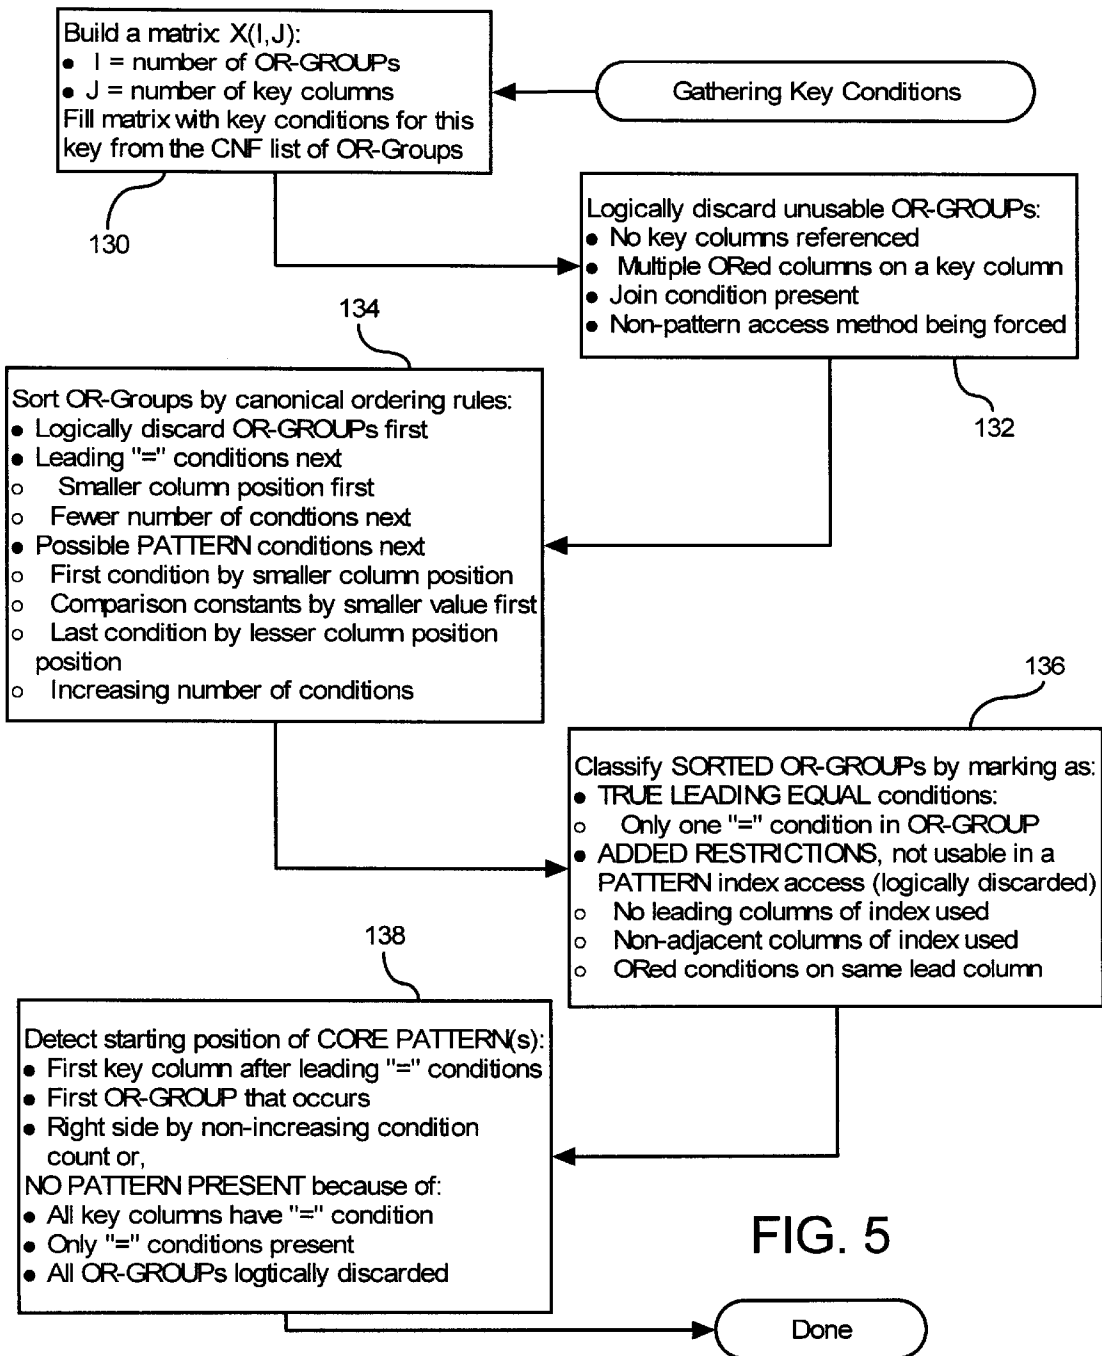 Build a matrix X(I,J):
● I = number of OR-GROUPs
● J = number of key columns
Fill matrix with key conditions for this
key from the CNF list of OR-Groups
Gathering Key Conditions
130
Logically discard unusable OR-GROUPs:
● No key columns referenced
● Multiple ORed columns on a key column
● Join condition present
● Non-pattern access method being forced
132
134
Sort OR-Groups by canonical ordering rules:
● Logically discard OR-GROUPs first
● Leading "=" conditions next
○ Smaller column position first
○ Fewer number of condtions next
● Possible PATTERN conditions next
○ First condition by smaller column position
○ Comparison constants by smaller value first
○ Last condition by lesser column position
position
○ Increasing number of conditions
136
Classify SORTED OR-GROUPs by marking as:
● TRUE LEADING EQUAL conditions:
○ Only one "=" condition in OR-GROUP
● ADDED RESTRICTIONS, not usable in a
PATTERN index access (logically discarded)
○ No leading columns of index used
○ Non-adjacent columns of index used
○ ORed conditions on same lead column
138
Detect starting position of CORE PATTERN(s):
● First key column after leading "=" conditions
● First OR-GROUP that occurs
● Right side by non-increasing condition
count or,
NO PATTERN PRESENT because of:
● All key columns have "=" condition
● Only "=" conditions present
● All OR-GROUPs logtically discarded
FIG. 5
Done